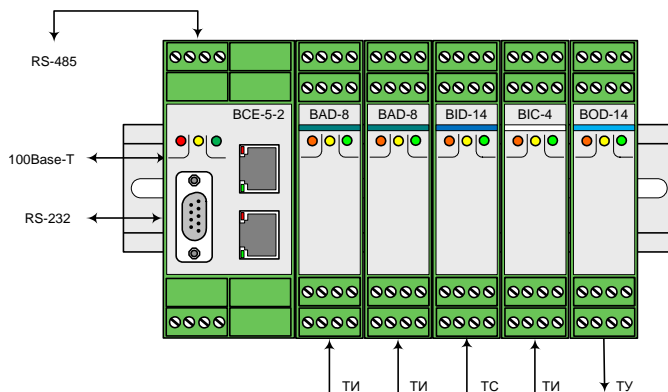 RS-485
BCE-5-2
BAD-8
BAD-8
BID-14
BIC-4
BOD-14
100Base-T
RS-232
ТИ
ТИ
ТС
ТИ
ТУ